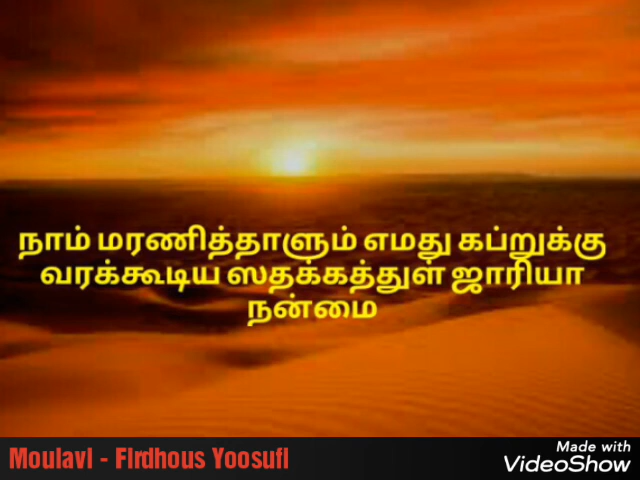 நாம் மரணித்தாளும் எமது கப்றுக்கு
வரக்கூடிய ஸதக்கத்துள் ஜாரியா
நன்மை
Moulavi - Firdhous Yoosufi
Made with
VideoShow